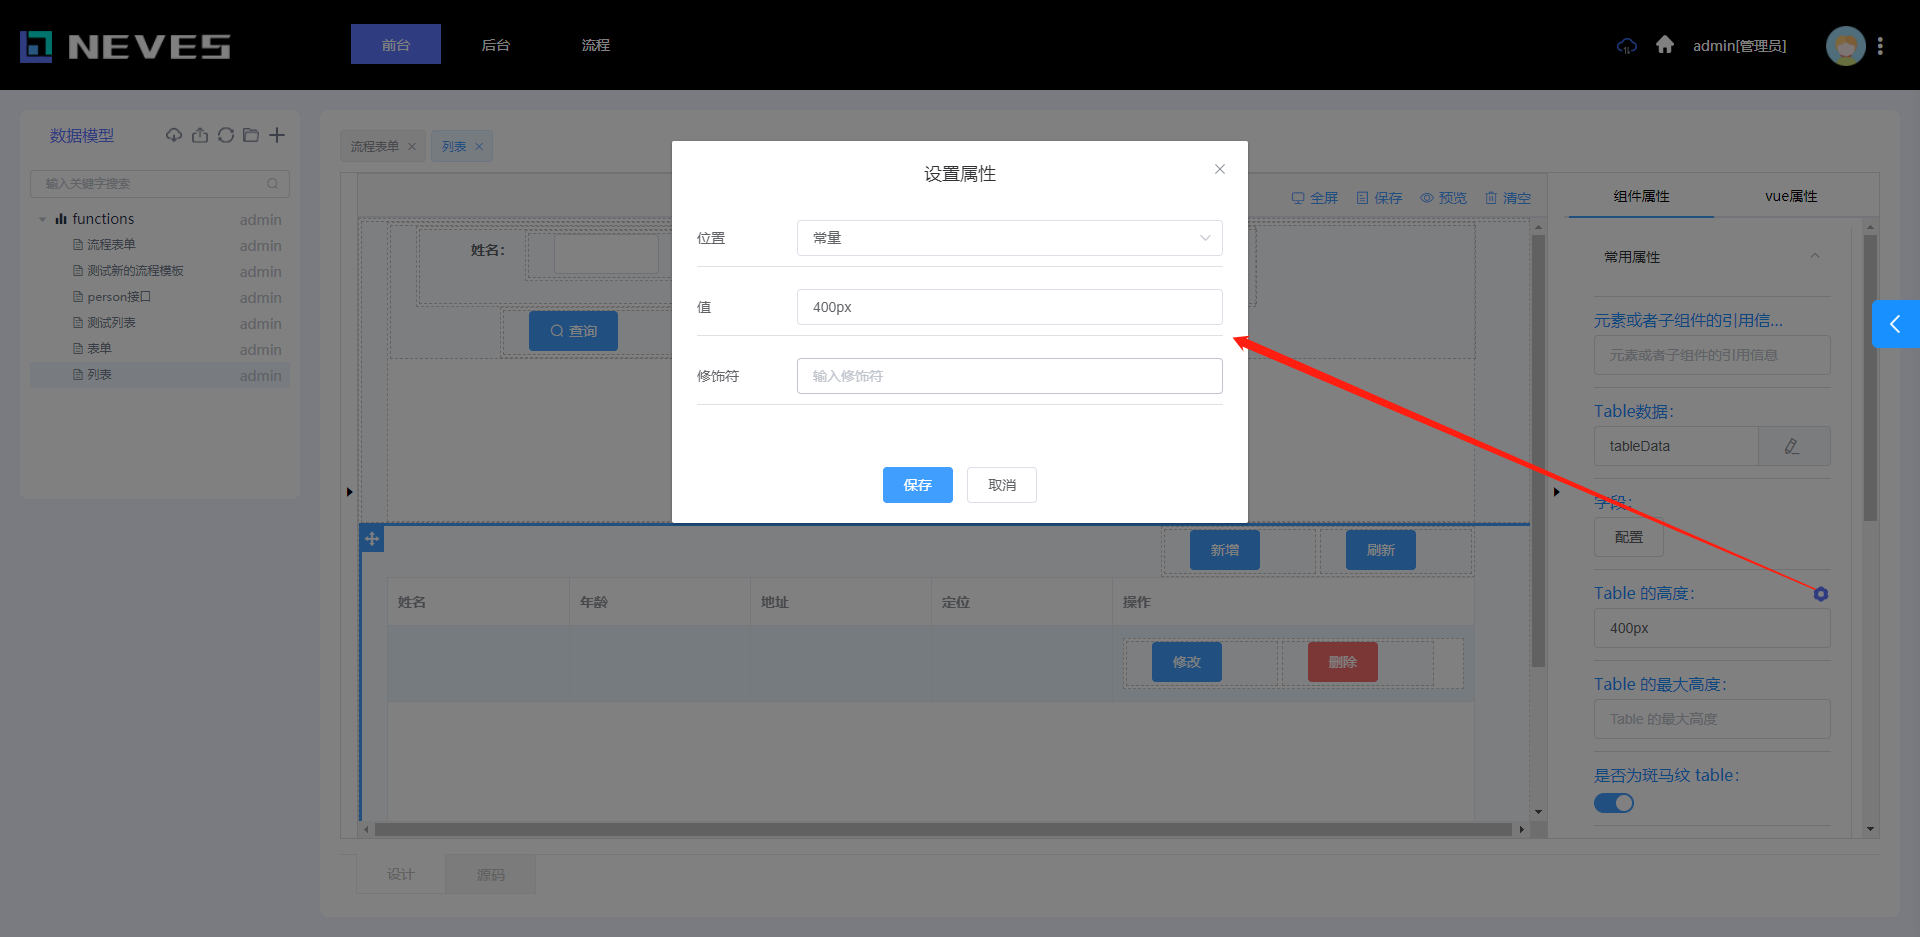 NEVES
前台
后台
流程
admin[管理员]
数据模型
输入关键字搜索
functions admin
流程表单 admin
测试新的流程模板 admin
person接口 admin
测试列表 admin
表单 admin
列表 admin
流程表单
列表
全屏
保存
预览
清空
姓名：
查询
新增
刷新
姓名
年龄
地址
定位
操作
修改
删除
设计
源码
设置属性
位置
常量
值
400px
修饰符
输入修饰符
保存
取消
组件属性
vue属性
常用属性
元素或者子组件的引用信...
元素或者子组件的引用信息
Table数据：
tableData
字段：
配置
Table 的高度：
400px
Table 的最大高度：
Table 的最大高度
是否为斑马纹 table：